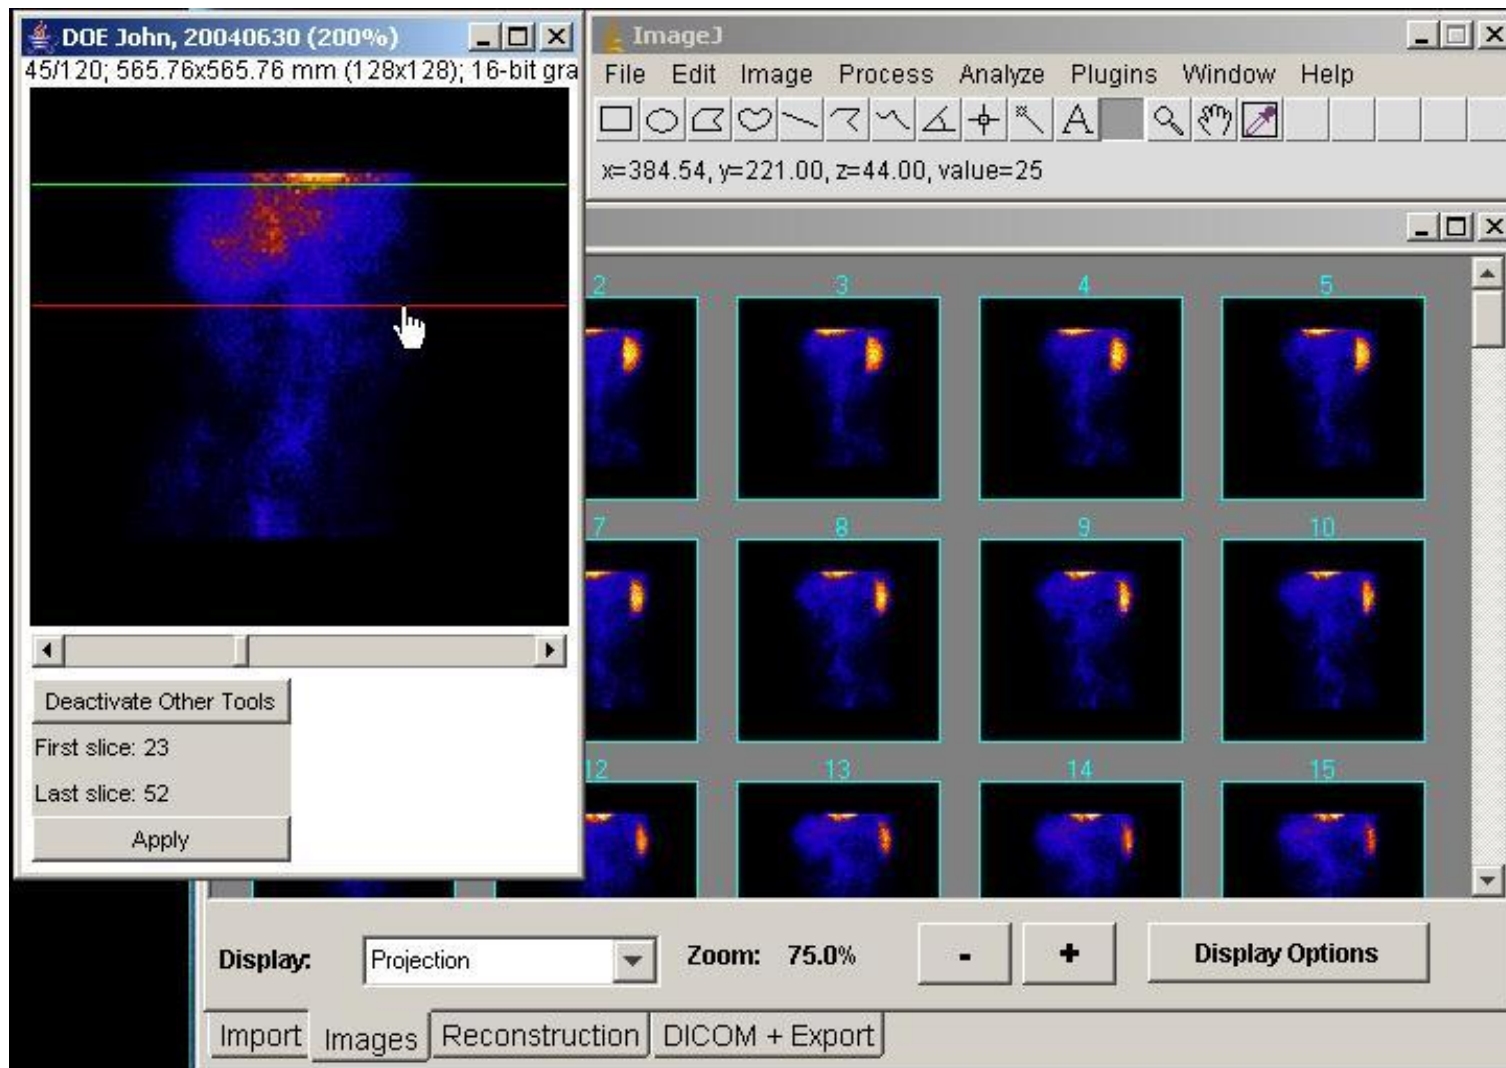 DOE John, 20040630 (200%)
45/120; 565.76x565.76 mm (128x128); 16-bit gra
Deactivate Other Tools
First slice: 23
Last slice: 52
Apply
ImageJ
File Edit Image Process Analyze Plugins Window Help
A
x=384.54, y=221.00, z=44.00, value=25
2 3 4 5
7 8 9 10
12 13 14 15
Display: Projection Zoom: 75.0% - + Display Options
Import Images Reconstruction DICOM + Export